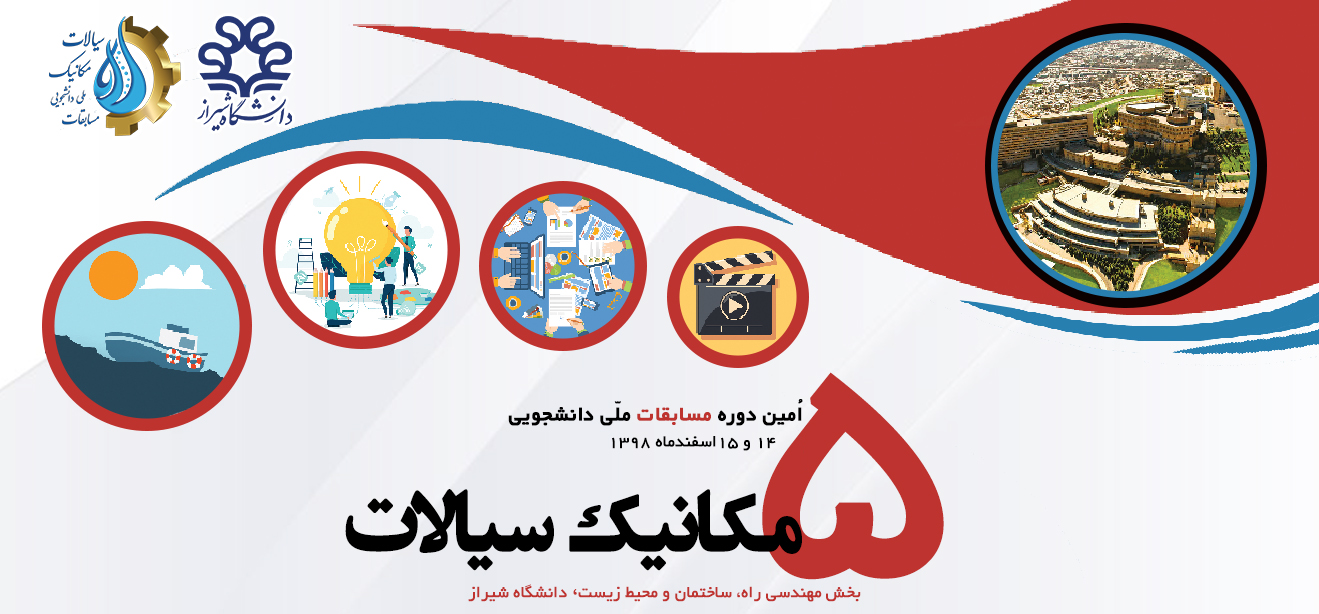 سیالات
مکانیک
ملی دانشجویی
مسابقات
دانشگاه شیراز
۵
اُمین دوره مسابقات ملّی دانشجویی
۱۴ و ۱۵ اسفندماه ۱۳۹۸
مکانیک سیالات
بخش مهندسی راه، ساختمان و محیط زیست؛ دانشگاه شیراز